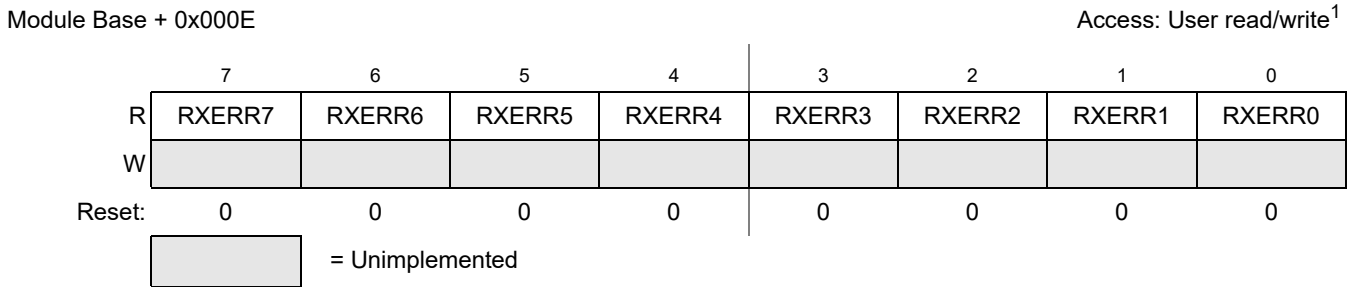 Module Base + 0x000E Access: User read/write1
7 6 5 4 3 2 1 0
R RXERR7 RXERR6 RXERR5 RXERR4 RXERR3 RXERR2 RXERR1 RXERR0
W
Reset: 0 0 0 0 0 0 0 0
= Unimplemented